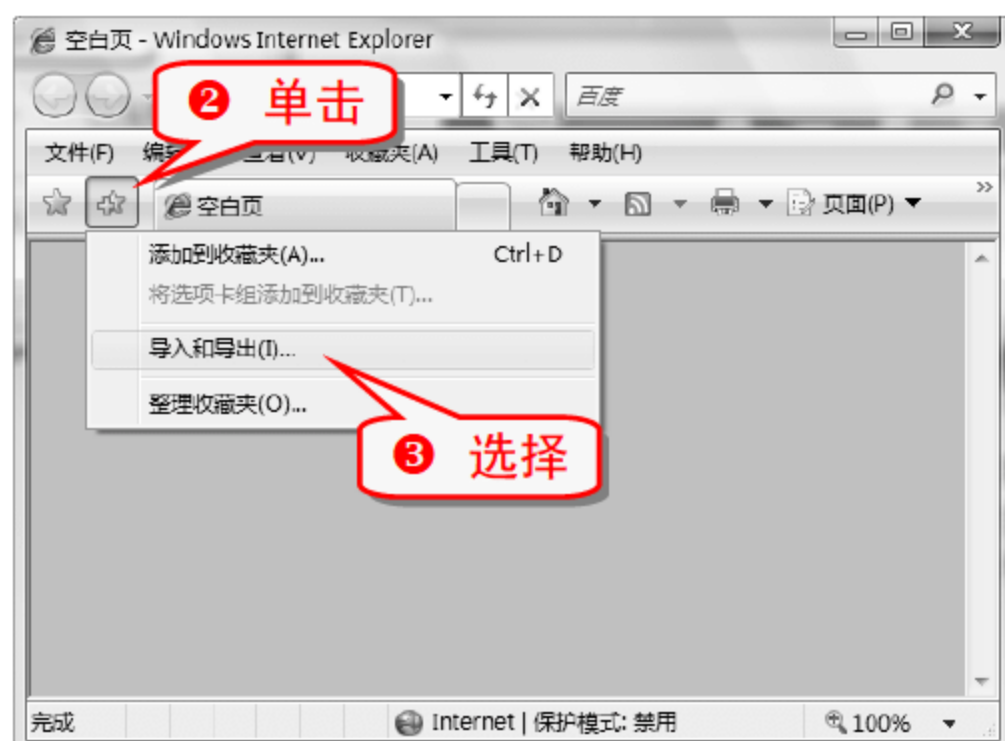 空白页 - Windows Internet Explorer
❷ 单击
百度
文件(F) 收藏夹(A) 工具(T) 帮助(H)
空白页 页面(P)
添加到收藏夹(A)... Ctrl+D
将选项卡组添加到收藏夹(T)...
导入和导出(I)...
整理收藏夹(O)...
❸ 选择
完成 Internet | 保护模式: 禁用 100%